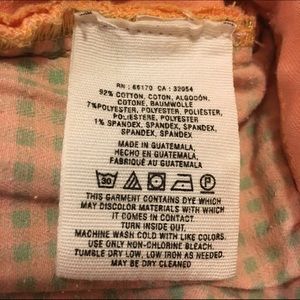 RN : 66170 CA : 32054
92% COTTON, COTON, ALGODÓN,
COTONE, BAUMWOLLE
7% POLYESTER, POLYESTER, POLIÉSTER,
POLIESTERE, POLYESTER
1% SPANDEX, SPANDEX, SPANDEX,
SPANDEX, SPANDEX
MADE IN GUATEMALA,
HECHO EN GUATEMALA,
FABRIQUÉ AU GUATEMALA
30
P
THIS GARMENT CONTAINS DYE WHICH
MAY DISCOLOR MATERIALS WITH WHICH
IT COMES IN CONTACT.
TURN INSIDE OUT.
MACHINE WASH COLD WITH LIKE COLORS.
USE ONLY NON-CHLORINE BLEACH.
TUMBLE DRY LOW. LOW IRON AS NEEDED.
MAY BE DRY CLEANED